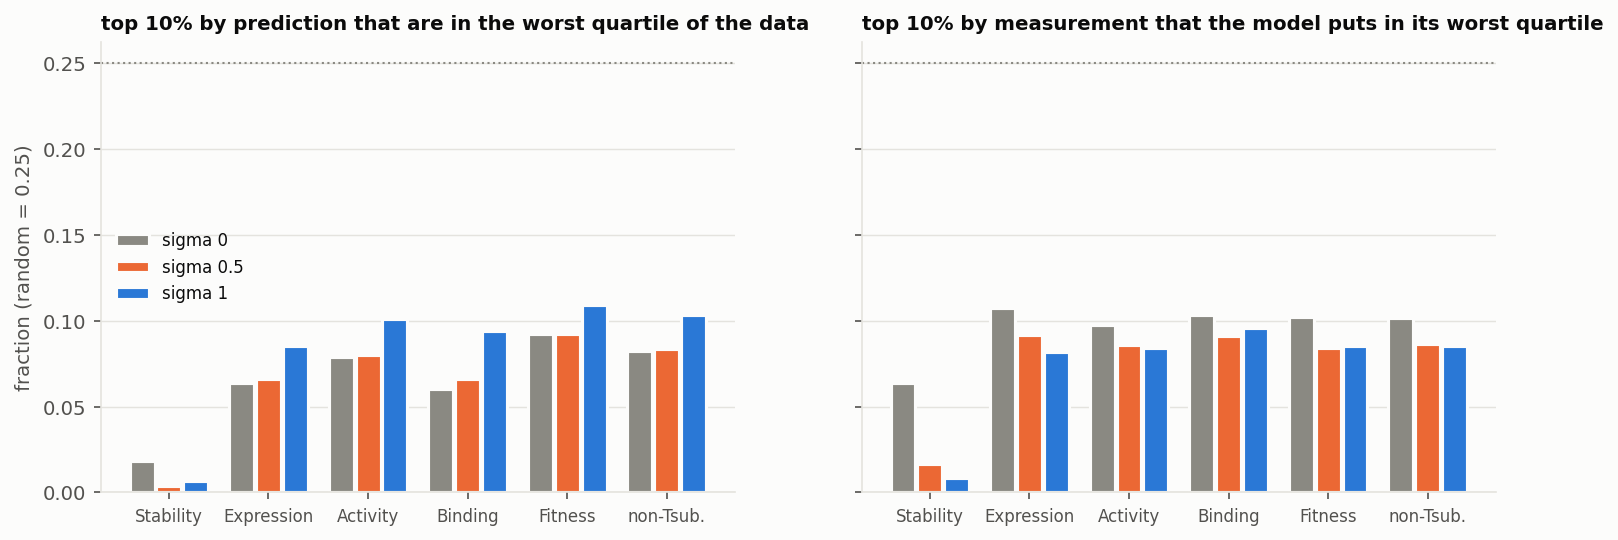 top 10% by prediction that are in the worst quartile of the data
top 10% by measurement that the model puts in its worst quartile
fraction (random = 0.25)
0.25
0.20
0.15
0.10
0.05
0.00
sigma 0
sigma 0.5
sigma 1
Stability Expression Activity Binding Fitness non-Tsub.
Stability Expression Activity Binding Fitness non-Tsub.